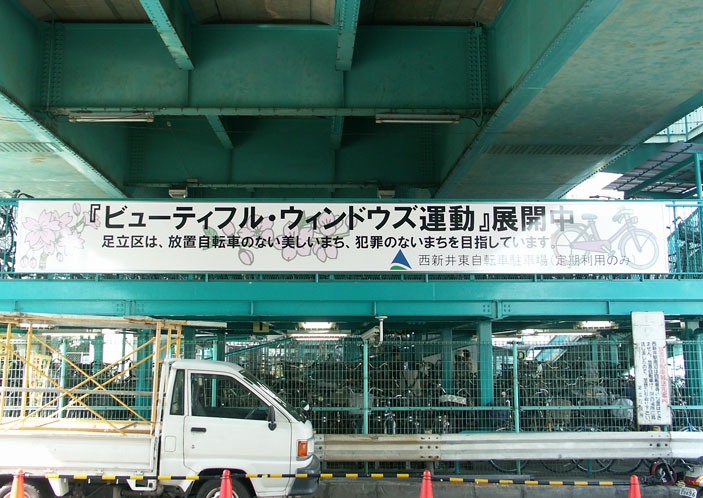 『ビューティフル・ウィンドウズ運動』展開中
足立区は、放置自転車のない美しいまち、犯罪のないまちを目指しています。
西新井東自転車駐車場(定期利用のみ)